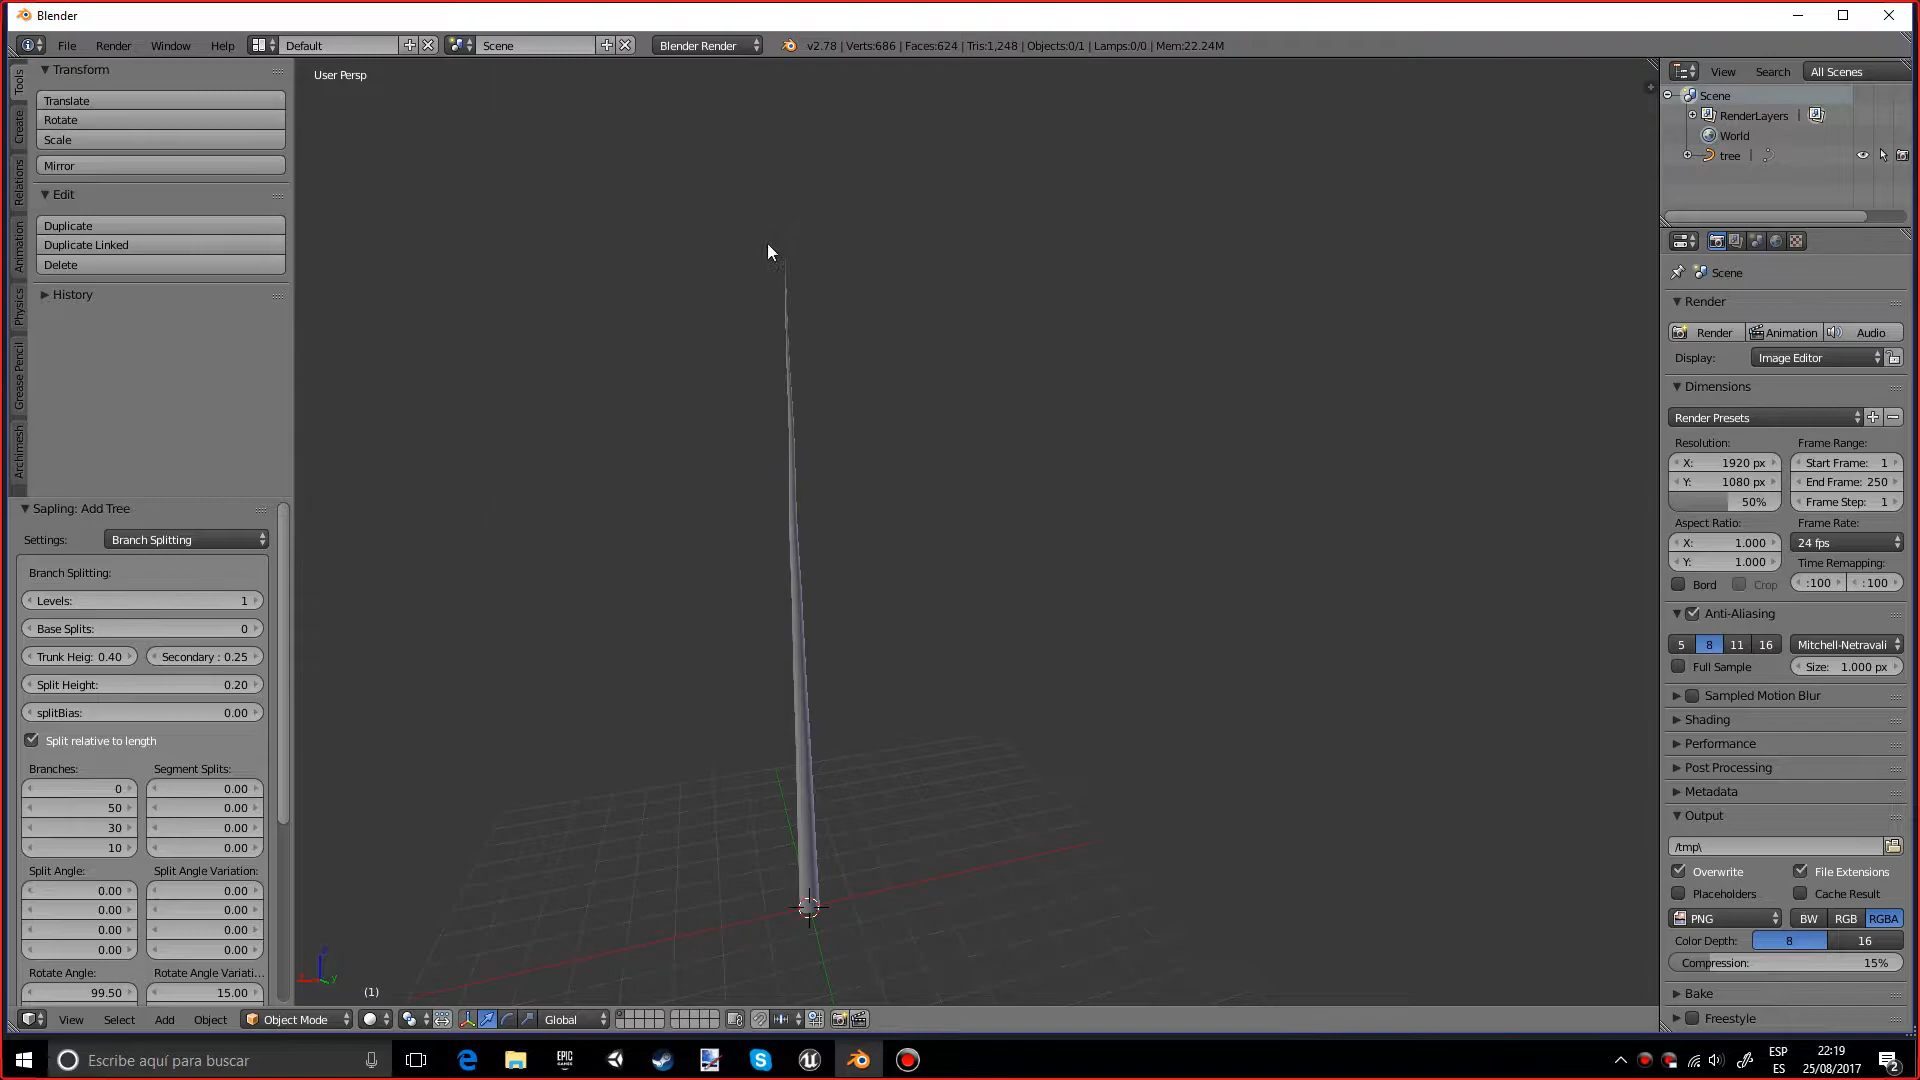 Blender
File Render Window Help Default Scene Blender Render v2.78 | Verts:686 | Faces:624 | Tris:1,248 | Objects:0/1 | Lamps:0/0 | Mem:22.24M
Tools
Create
Relations
Animation
Physics
Grease Pencil
Archimesh
Transform
Translate
Rotate
Scale
Mirror
Edit
Duplicate
Duplicate Linked
Delete
History
Sapling: Add Tree
Settings: Branch Splitting
Branch Splitting:
Levels: 1
Base Splits: 0
Trunk Heig: 0.40 Secondary : 0.25
Split Height: 0.20
splitBias: 0.00
Split relative to length
Branches: Segment Splits:
0 0.00
50 0.00
30 0.00
10 0.00
Split Angle: Split Angle Variation:
0.00 0.00
0.00 0.00
0.00 0.00
0.00 0.00
Rotate Angle: Rotate Angle Variati...
99.50 15.00
User Persp
(1)
View Select Add Object Object Mode Global
View Search All Scenes
Scene
RenderLayers |
World
tree |
Scene
Render
Render Animation Audio
Display: Image Editor
Dimensions
Render Presets
Resolution: Frame Range:
X: 1920 px Start Frame: 1
Y: 1080 px End Frame: 250
50% Frame Step: 1
Aspect Ratio: Frame Rate:
X: 1.000 24 fps
Y: 1.000 Time Remapping:
Bord Crop :100 :100
Anti-Aliasing
5 8 11 16 Mitchell-Netravali
Full Sample Size: 1.000 px
Sampled Motion Blur
Shading
Performance
Post Processing
Metadata
Output
/tmp\
Overwrite File Extensions
Placeholders Cache Result
PNG BW RGB RGBA
Color Depth: 8 16
Compression: 15%
Bake
Freestyle
Escribe aquí para buscar
EPIC GAMES
ESP
ES
22:19
25/08/2017
2